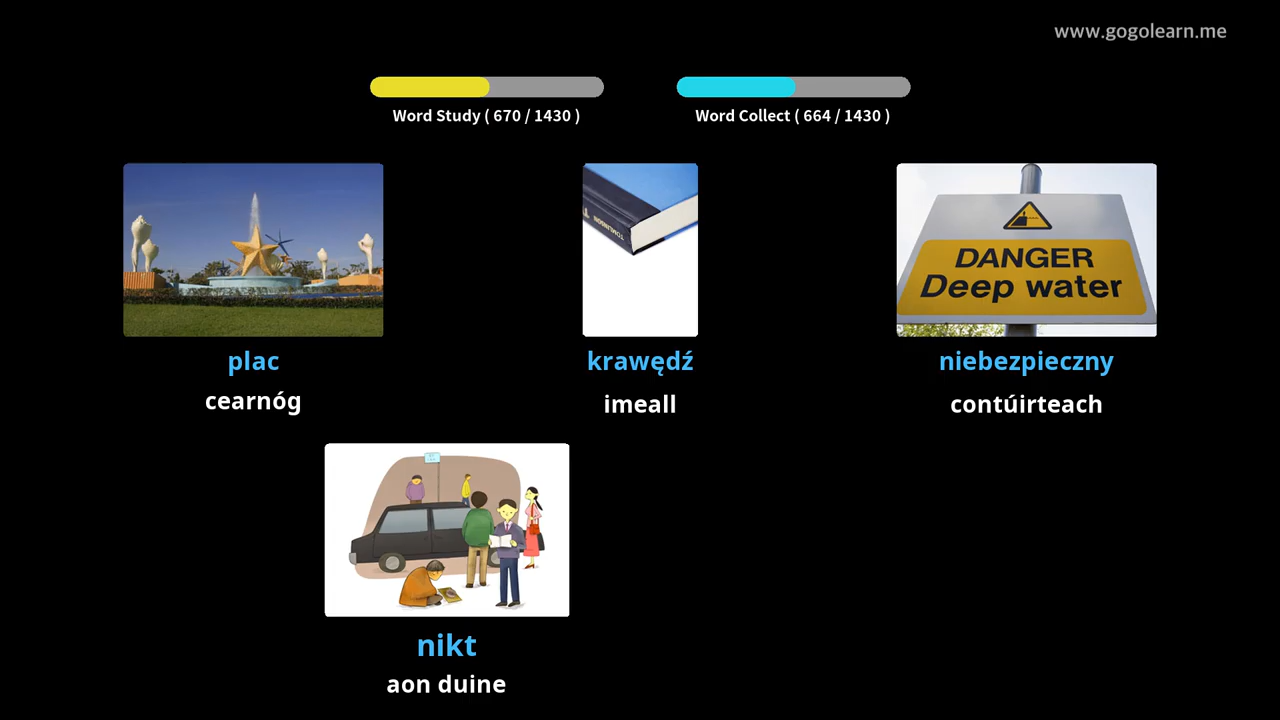 www.gogolearn.me
Word Study ( 670 / 1430 )
Word Collect ( 664 / 1430 )
DANGER
Deep water
plac
cearnóg
TOMLINSON
krawędź
imeall
niebezpieczny
contúirteach
nikt
aon duine